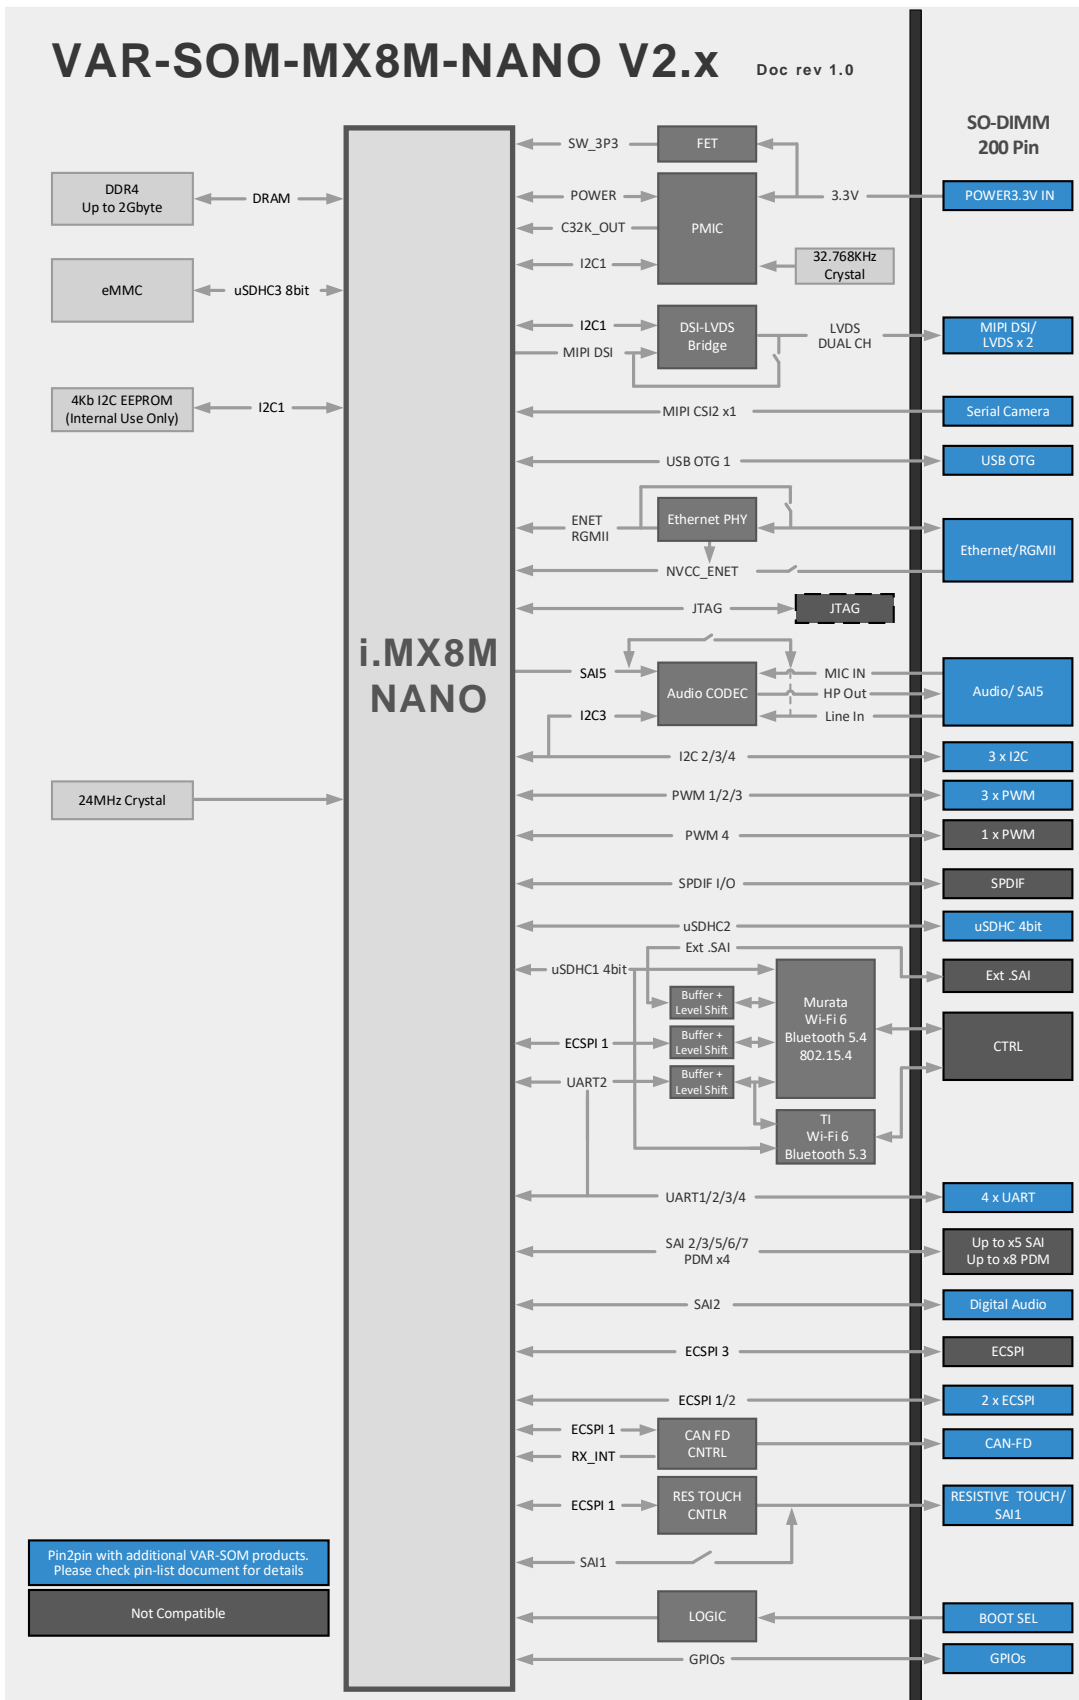 VAR-SOM-MX8M-NANO V2.x
Doc rev 1.0
SO-DIMM
200 Pin
SW_3P3
FET
DDR4
Up to 2Gbyte
DRAM
POWER
PMIC
3.3V
POWER3.3V IN
C32K_OUT
I2C1
32.768KHz
Crystal
eMMC
uSDHC3 8bit
I2C1
DSI-LVDS
Bridge
LVDS
DUAL CH
MIPI DSI/
LVDS x 2
MIPI DSI
4Kb I2C EEPROM
(Internal Use Only)
I2C1
MIPI CSI2 x1
Serial Camera
USB OTG 1
USB OTG
ENET
RGMII
Ethernet PHY
Ethernet/RGMII
NVCC_ENET
JTAG
JTAG
i.MX8M
NANO
SAI5
Audio CODEC
MIC IN
HP Out
Line In
Audio/ SAI5
I2C3
I2C 2/3/4
3 x I2C
24MHz Crystal
PWM 1/2/3
3 x PWM
PWM 4
1 x PWM
SPDIF I/O
SPDIF
uSDHC2
uSDHC 4bit
Ext .SAI
Ext .SAI
uSDHC1 4bit
Buffer +
Level Shift
Murata
Wi-Fi 6
Bluetooth 5.4
802.15.4
CTRL
ECSPI 1
Buffer +
Level Shift
UART2
Buffer +
Level Shift
TI
Wi-Fi 6
Bluetooth 5.3
UART1/2/3/4
4 x UART
SAI 2/3/5/6/7
PDM x4
Up to x5 SAI
Up to x8 PDM
SAI2
Digital Audio
ECSPI 3
ECSPI
ECSPI 1/2
2 x ECSPI
ECSPI 1
RX_INT
CAN FD
CNTRL
CAN-FD
ECSPI 1
RES TOUCH
CNTLR
RESISTIVE TOUCH/
SAI1
SAI1
Pin2pin with additional VAR-SOM products.
Please check pin-list document for details
Not Compatible
LOGIC
BOOT SEL
GPIOs
GPIOs